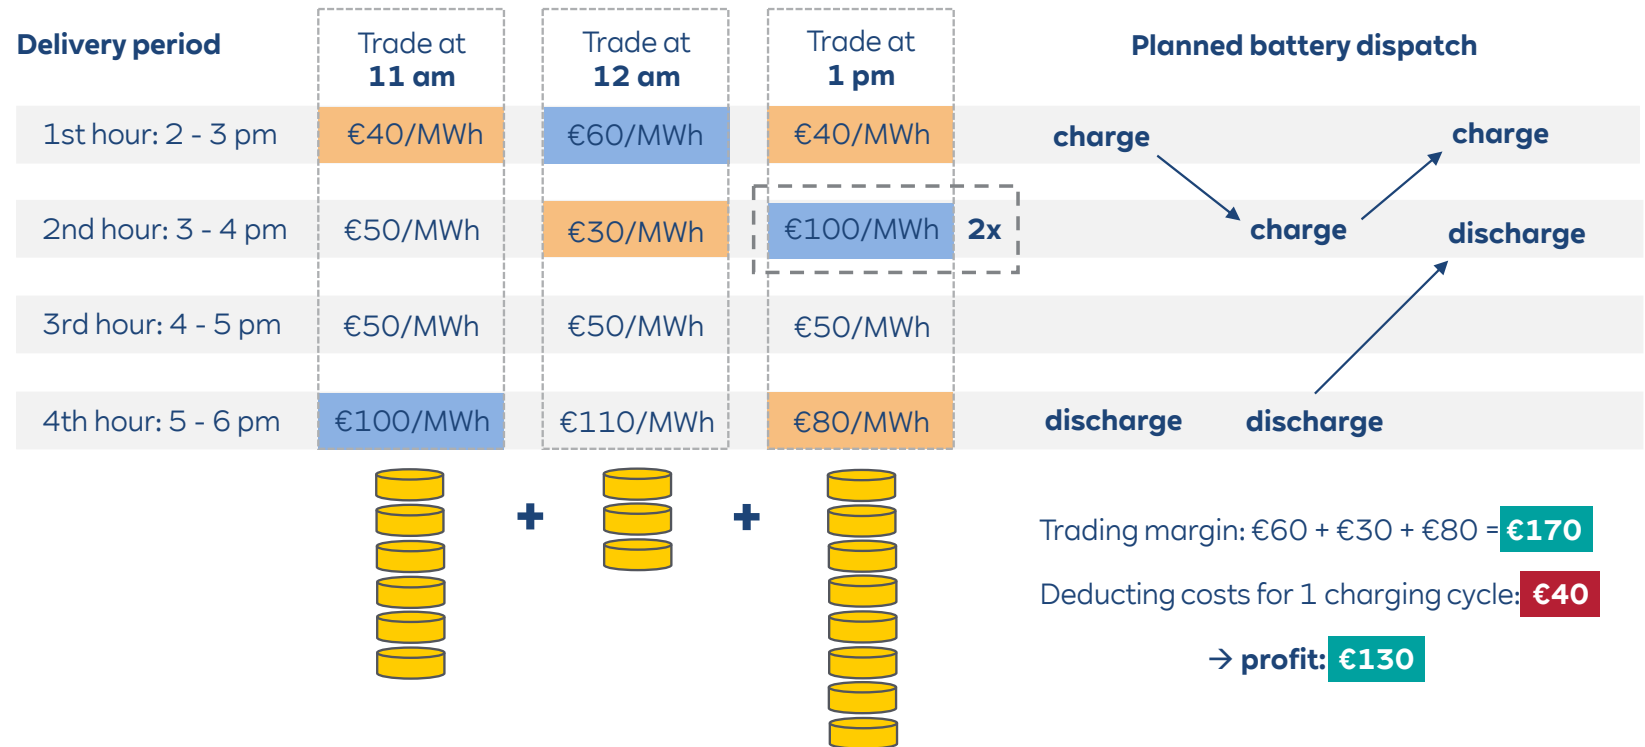 Delivery period
Trade at
11 am
Trade at
12 am
Trade at
1 pm
Planned battery dispatch
1st hour: 2 - 3 pm €40/MWh €60/MWh €40/MWh charge charge
2nd hour: 3 - 4 pm €50/MWh €30/MWh €100/MWh 2x charge discharge
3rd hour: 4 - 5 pm €50/MWh €50/MWh €50/MWh
4th hour: 5 - 6 pm €100/MWh €110/MWh €80/MWh discharge discharge
+ +
Trading margin: €60 + €30 + €80 = €170
Deducting costs for 1 charging cycle: €40
→ profit: €130